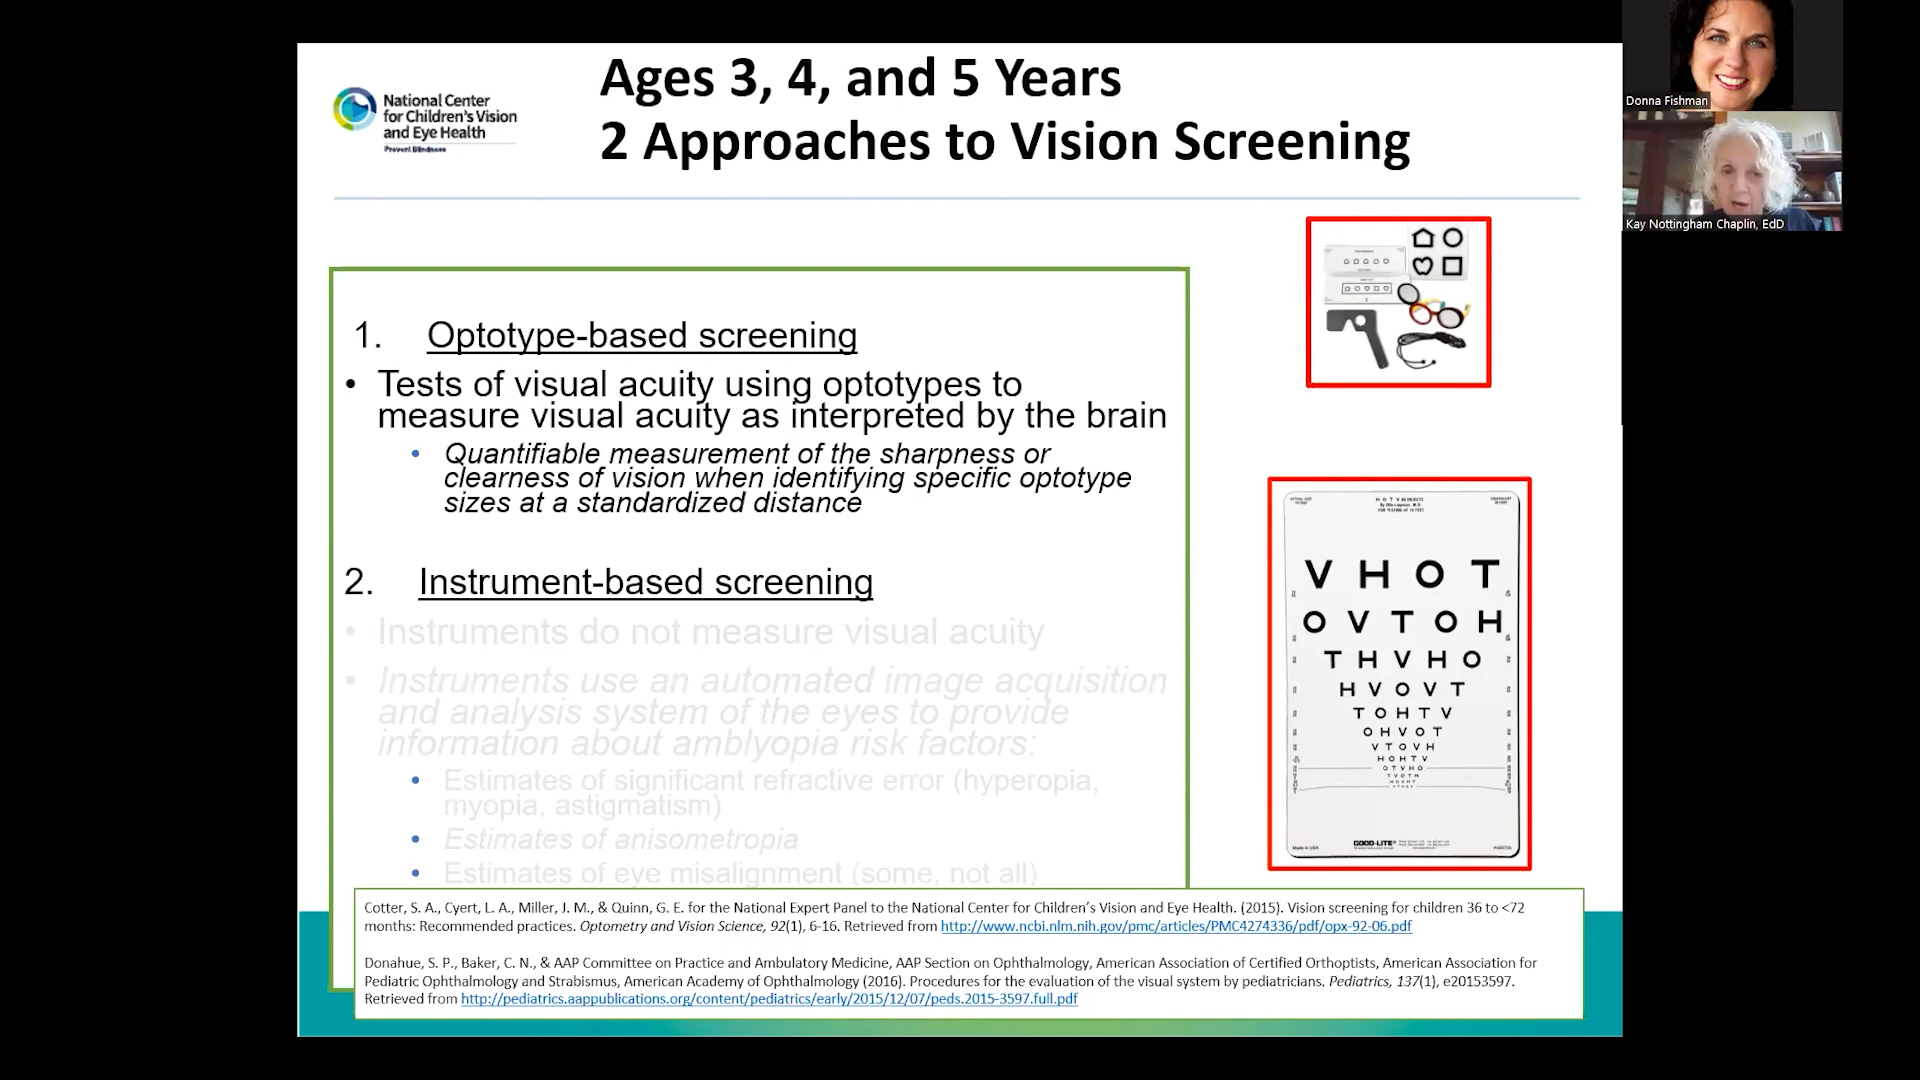 Ages 3, 4, and 5 Years
2 Approaches to Vision Screening
National Center
for Children's Vision
and Eye Health
Prevent Blindness
Donna Fishman
Kay Nottingham Chaplin, EdD
1. Optotype-based screening
• Tests of visual acuity using optotypes to
measure visual acuity as interpreted by the brain
• Quantifiable measurement of the sharpness or
clearness of vision when identifying specific optotype
sizes at a standardized distance
2. Instrument-based screening
• Instruments do not measure visual acuity
• Instruments use an automated image acquisition
and analysis system of the eyes to provide
information about amblyopia risk factors:
• Estimates of significant refractive error (hyperopia,
myopia, astigmatism)
• Estimates of anisometropia
• Estimates of eye misalignment (some, not all)
V H O T
O V T O H
T H V H O
H V O V T
T O H T V
O H V O T
V T O V H
H O H T V
O T V H O
GOOD-LITE
Made in USA
Cotter, S. A., Cyert, L. A., Miller, J. M., & Quinn, G. E. for the National Expert Panel to the National Center for Children's Vision and Eye Health. (2015). Vision screening for children 36 to <72
months: Recommended practices. Optometry and Vision Science, 92(1), 6-16. Retrieved from http://www.ncbi.nlm.nih.gov/pmc/articles/PMC4274336/pdf/opx-92-06.pdf
Donahue, S. P., Baker, C. N., & AAP Committee on Practice and Ambulatory Medicine, AAP Section on Ophthalmology, American Association of Certified Orthoptists, American Association for
Pediatric Ophthalmology and Strabismus, American Academy of Ophthalmology (2016). Procedures for the evaluation of the visual system by pediatricians. Pediatrics, 137(1), e20153597.
Retrieved from http://pediatrics.aappublications.org/content/pediatrics/early/2015/12/07/peds.2015-3597.full.pdf